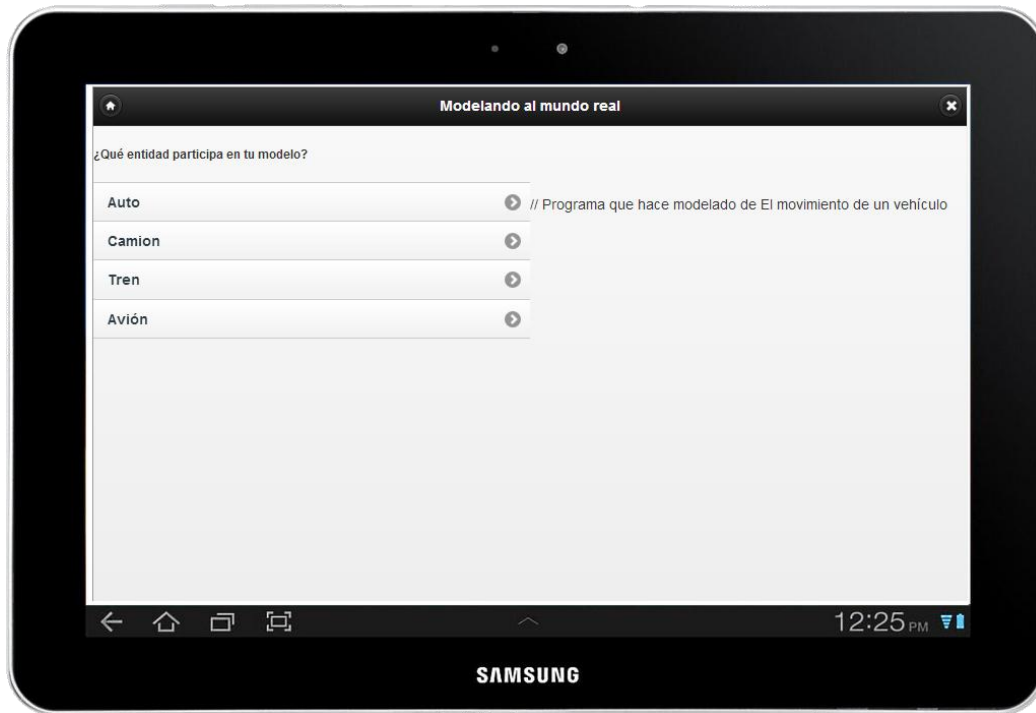 Modelando al mundo real
¿Qué entidad participa en tu modelo?
Auto
// Programa que hace modelado de El movimiento de un vehículo
Camion
Tren
Avión
12:25 PM
SAMSUNG